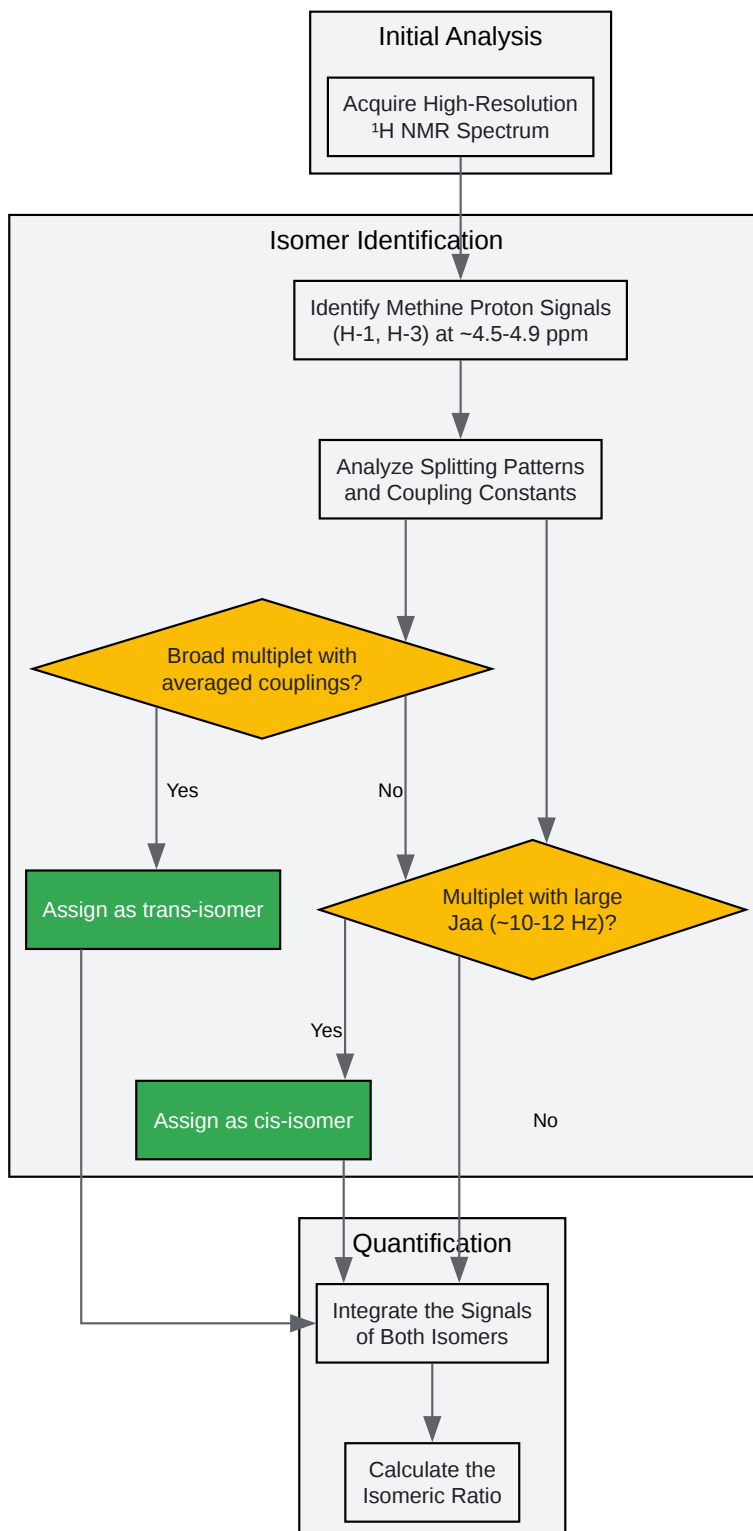 Initial Analysis
Acquire High-Resolution
¹H NMR Spectrum
Isomer Identification
Identify Methine Proton Signals
(H-1, H-3) at ~4.5-4.9 ppm
Analyze Splitting Patterns
and Coupling Constants
Broad multiplet with
averaged couplings?
Yes
No
Assign as trans-isomer
Multiplet with large
Jaa (~10-12 Hz)?
Yes
Assign as cis-isomer
No
Quantification
Integrate the Signals
of Both Isomers
Calculate the
Isomeric Ratio